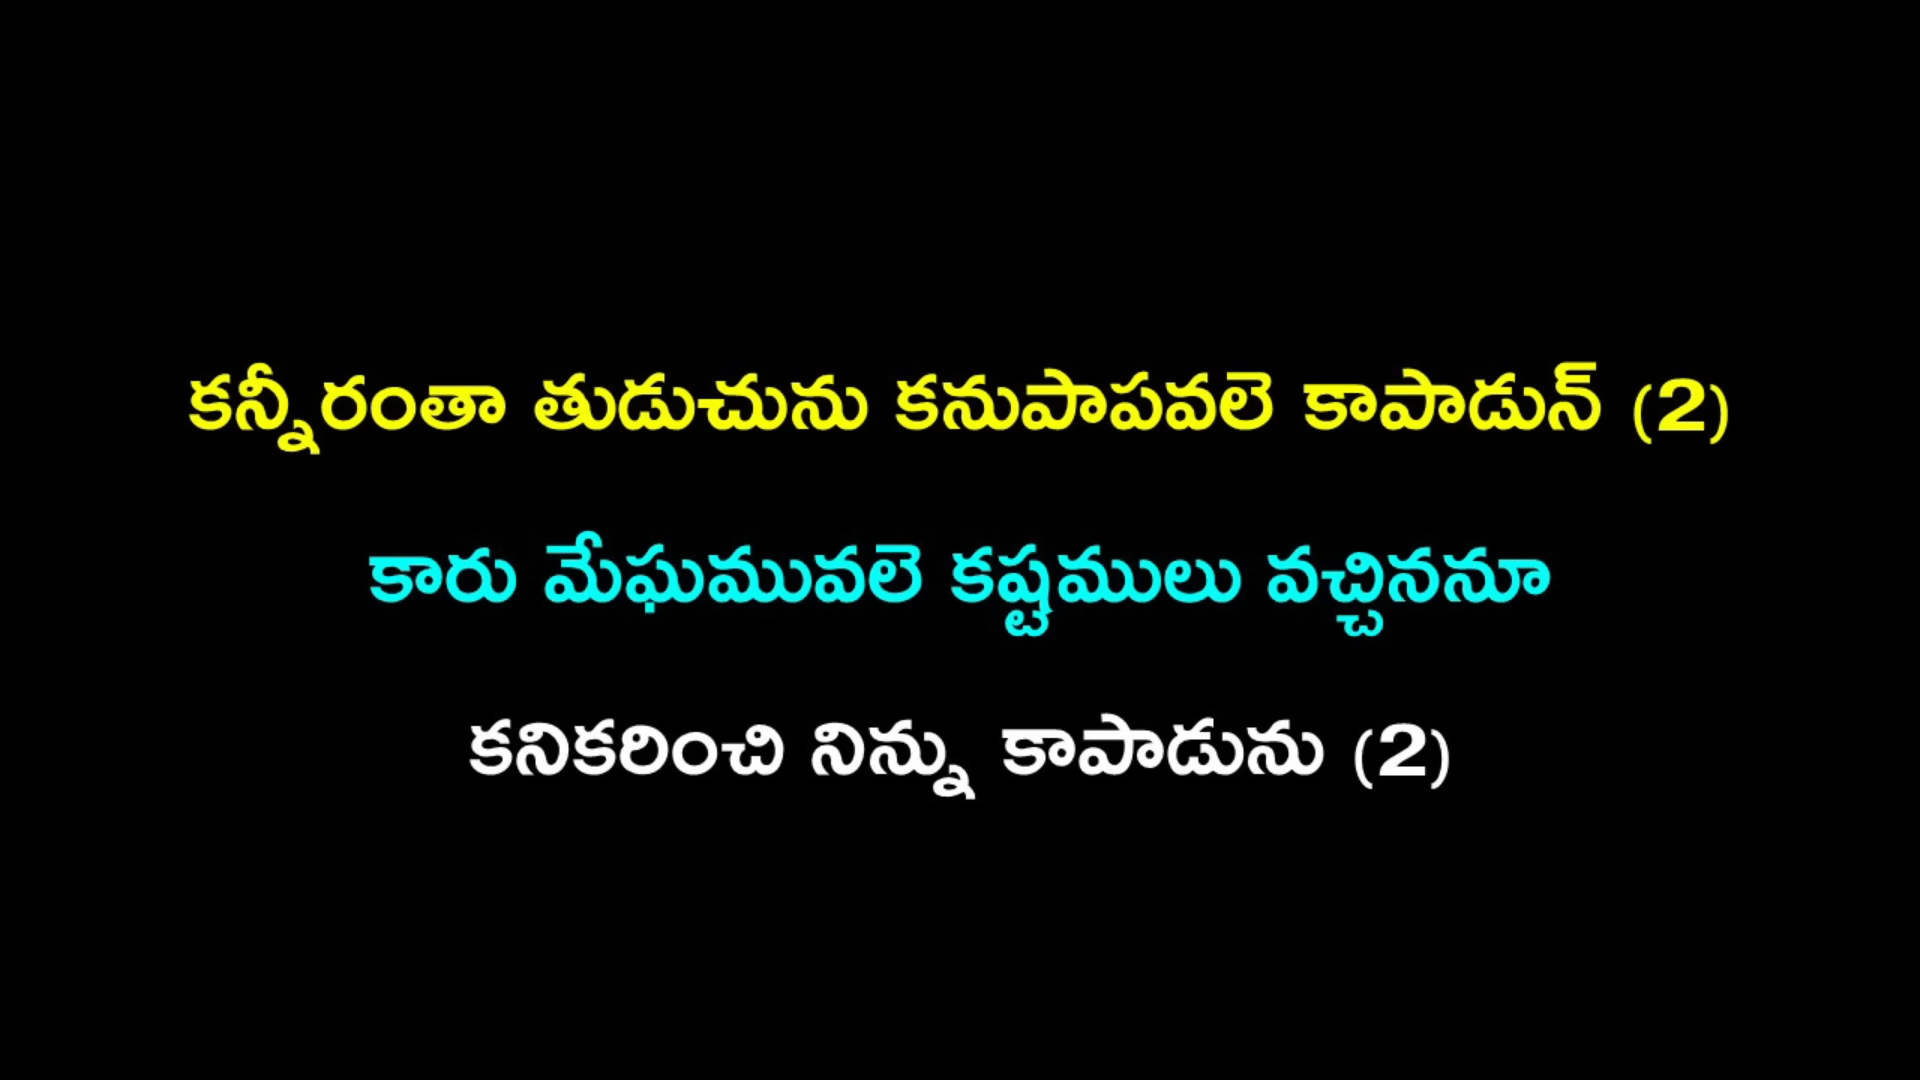 కన్నీరంతా తుడుచును కనుపాపవలె కాపాడున్ (2)
కారు మేఘమువలె కష్టములు వచ్చిననూ
కనికరించి నిన్ను కాపాడును (2)